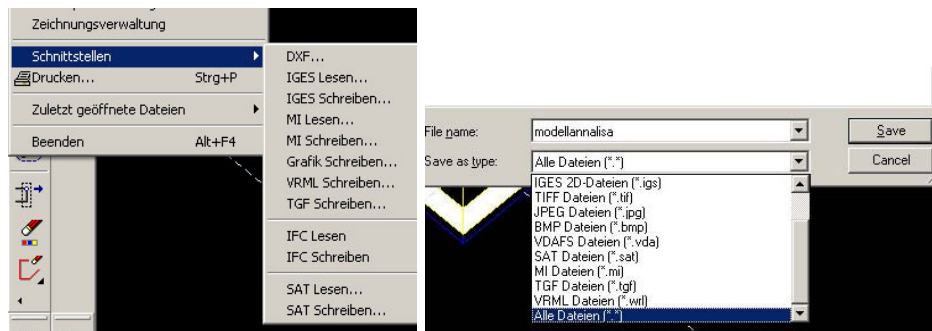 Zeichnungsverwaltung
Schnittstellen
Drucken... Strg+P
Zuletzt geöffnete Dateien
Beenden Alt+F4
DXF...
IGES Lesen...
IGES Schreiben...
MI Lesen...
MI Schreiben...
Grafik Schreiben...
VRML Schreiben...
TGF Schreiben...
IFC Lesen
IFC Schreiben
SAT Lesen...
SAT Schreiben...
File name: modellannalisa Save
Save as type: Alle Dateien (*.*) Cancel
IGES 2D-Dateien (*.igs)
TIFF Dateien (*.tif)
JPEG Dateien (*.jpg)
BMP Dateien (*.bmp)
VDAFS Dateien (*.vda)
SAT Dateien (*.sat)
MI Dateien (*.mi)
TGF Dateien (*.tgf)
VRML Dateien (*.wrl)
Alle Dateien (*.*)